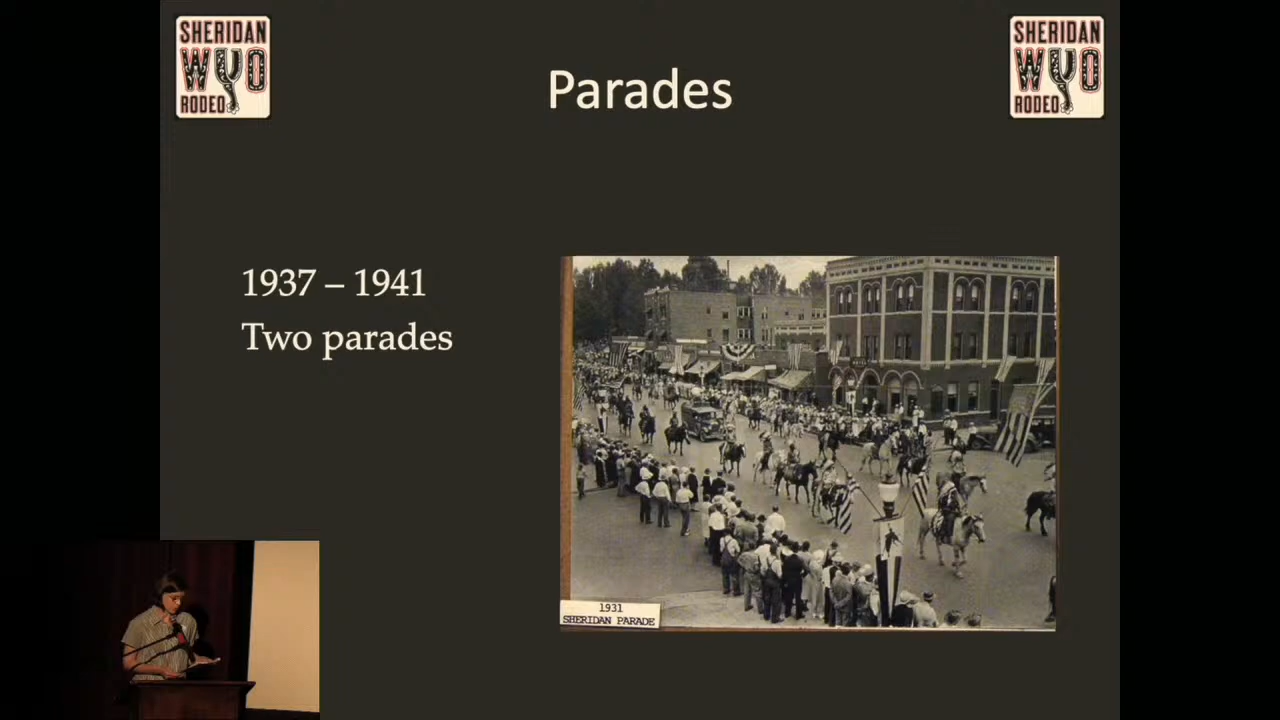 SHERIDAN
WYO
RODEO
Parades
SHERIDAN
WYO
RODEO
1937 – 1941
Two parades
1931
SHERIDAN PARADE